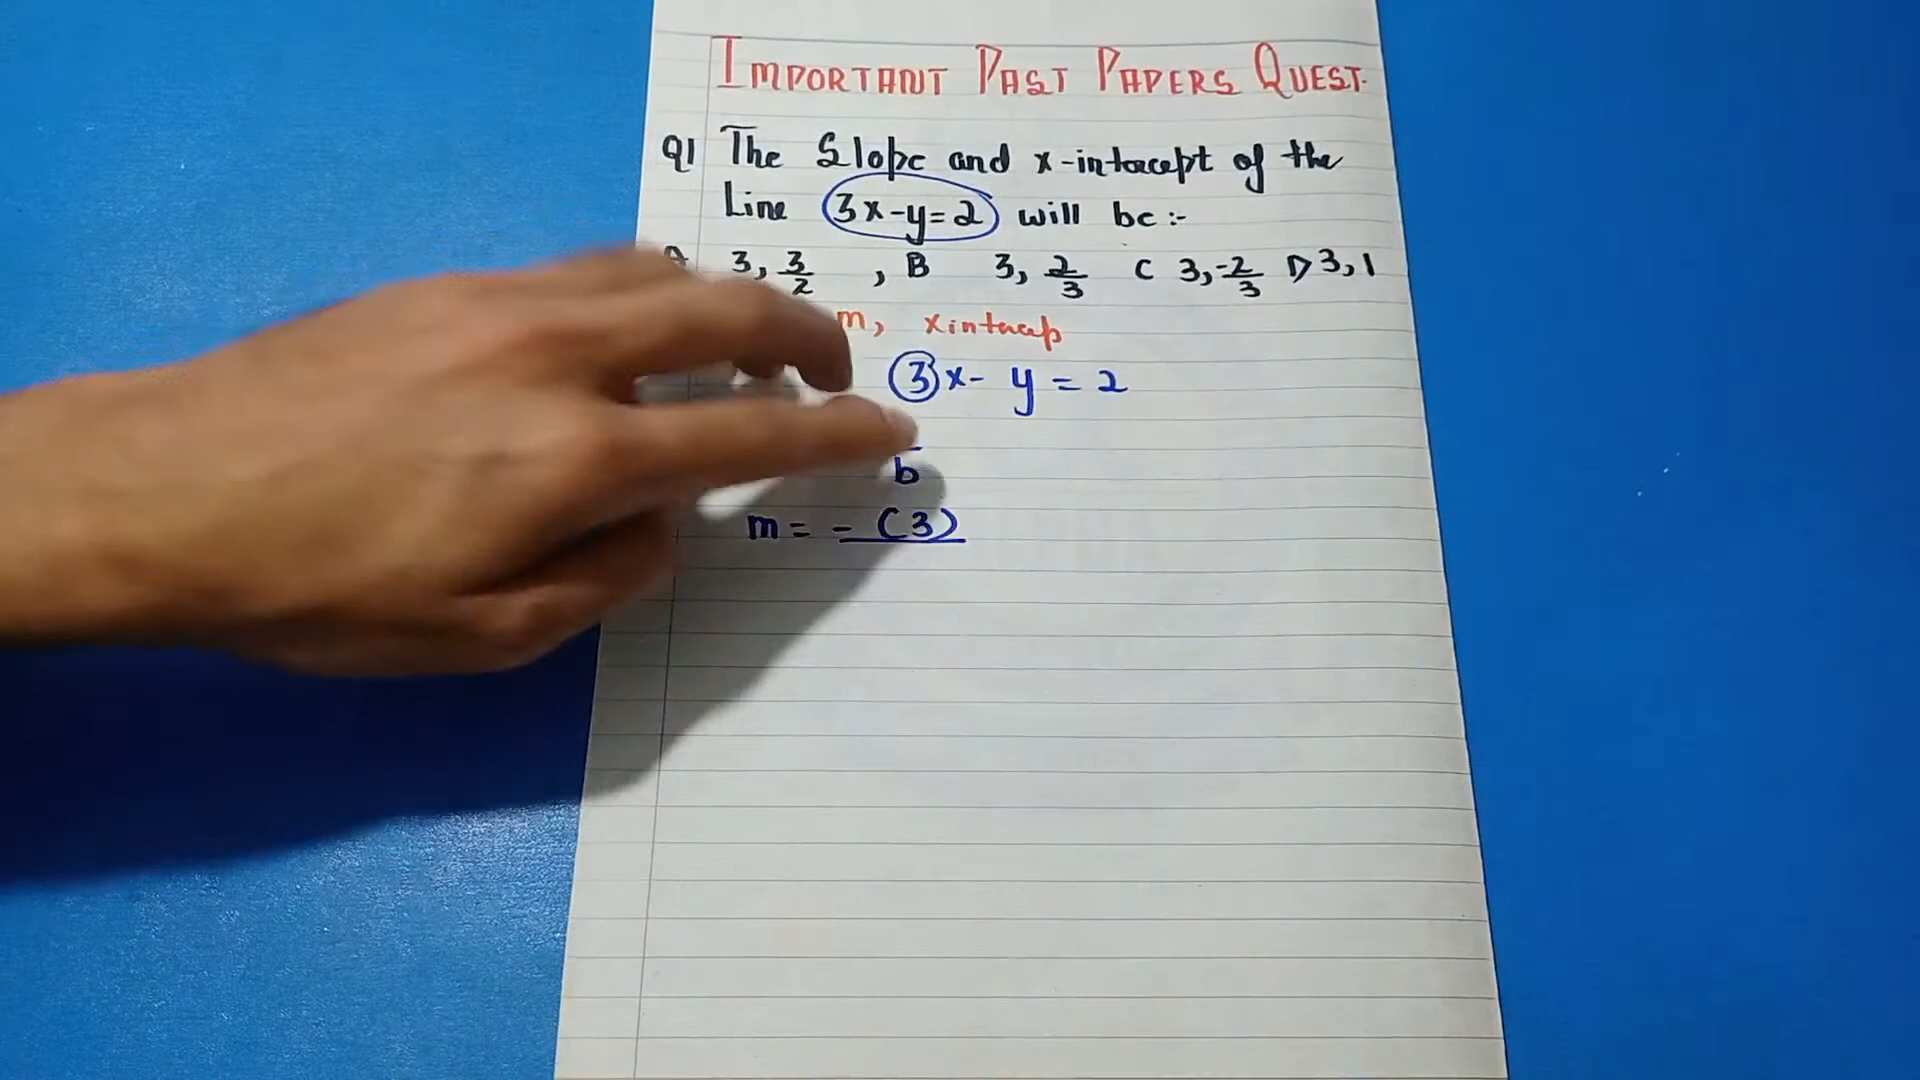 IMPORTANT PAST PAPERS QUEST.
Q1 The Slope and x-intercept of the
Line 3x-y=2 will be :-
A 3, 3/2 , B 3, 2/3 C 3, -2/3 D 3, 1
m, xintercep
3x - y = 2
b
m = - (3)